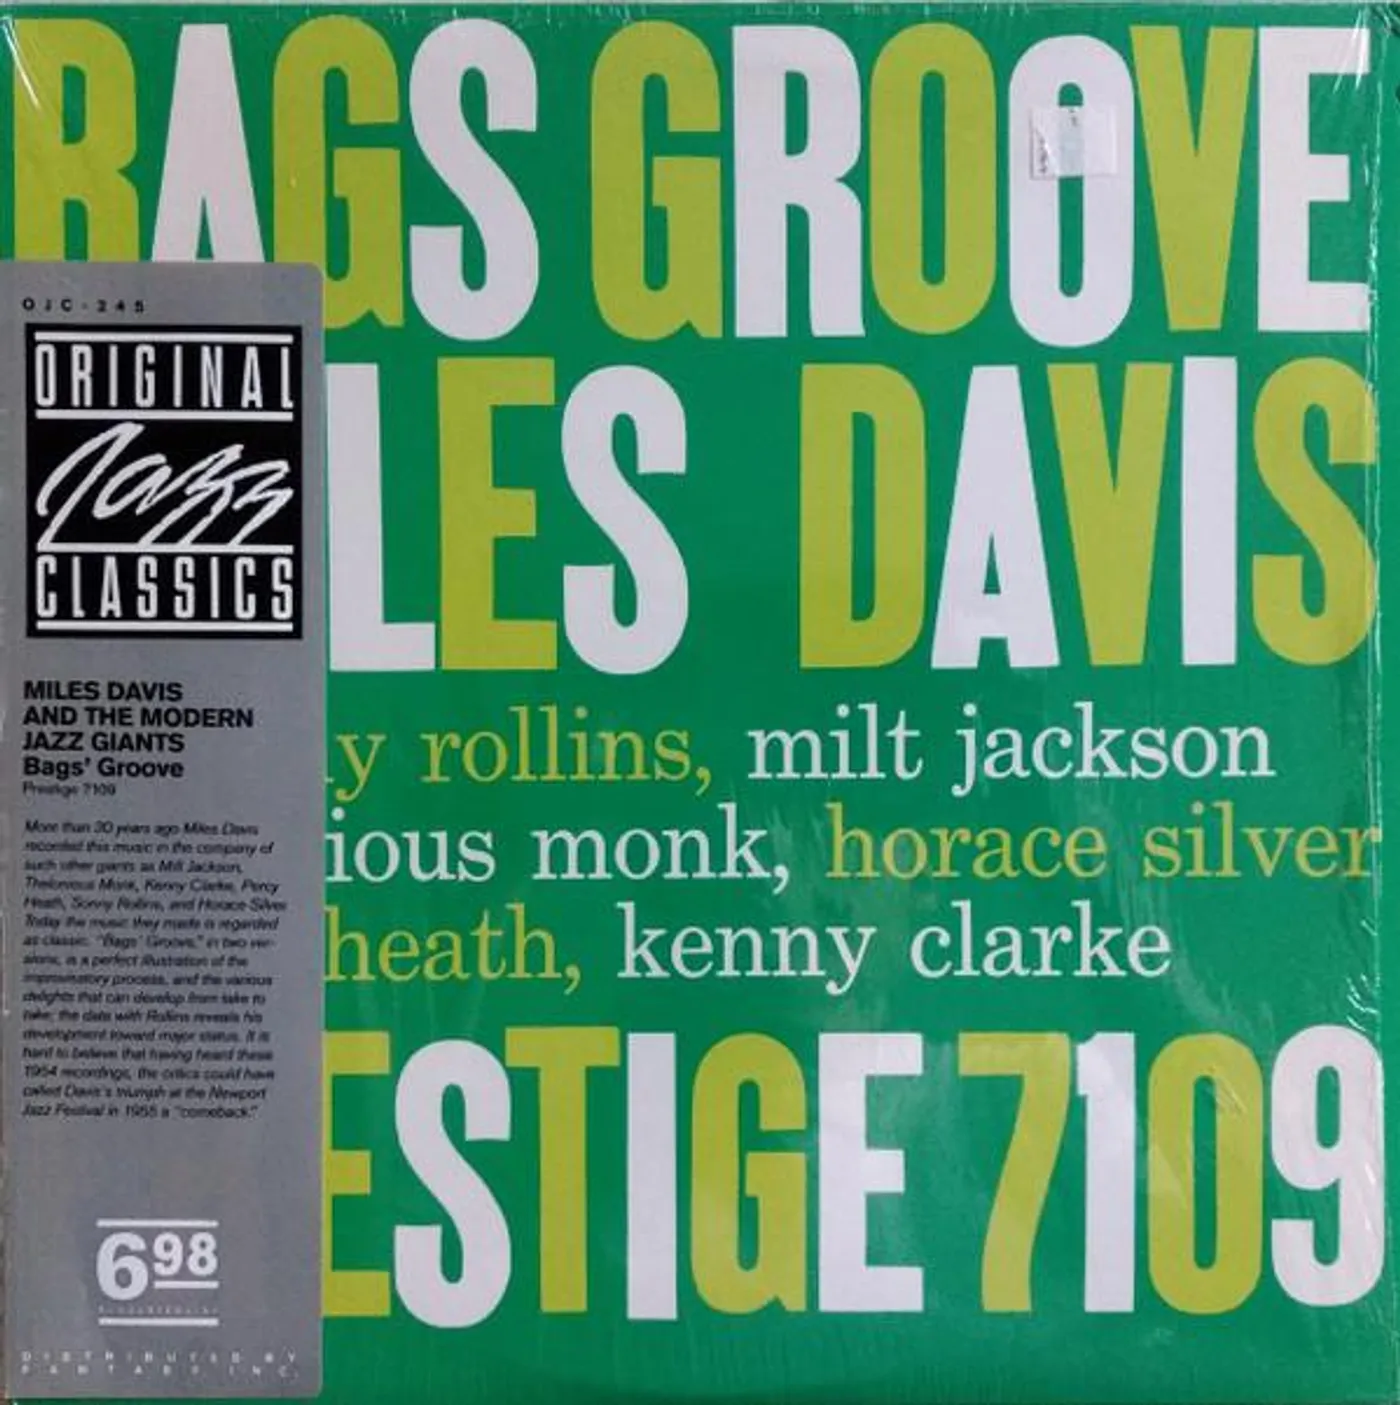 BAGS GROOVE
LES DAVIS
y rollins, milt jackson
ious monk, horace silver
heath, kenny clarke
ESTIGE 7109
OJC-245
ORIGINAL
Jazz
CLASSICS
MILES DAVIS
AND THE MODERN
JAZZ GIANTS
Bags' Groove
Prestige 7109
More than 30 years ago Miles Davis
recorded this music in the company of
such other giants as Milt Jackson,
Thelonious Monk, Kenny Clarke, Percy
Heath, Sonny Rollins, and Horace Silver.
Today the music they made is regarded
as classic. "Bags' Groove," in two ver-
sions, is a perfect illustration of the
improvisatory process, and the various
delights that can develop from take to
take; the date with Rollins reveals his
development toward major status. It is
hard to believe that having heard these
1954 recordings, the critics could have
called Davis's triumph at the Newport
Jazz Festival in 1955 a "comeback."
698
DISTRIBUTED BY
FANTASY, INC.